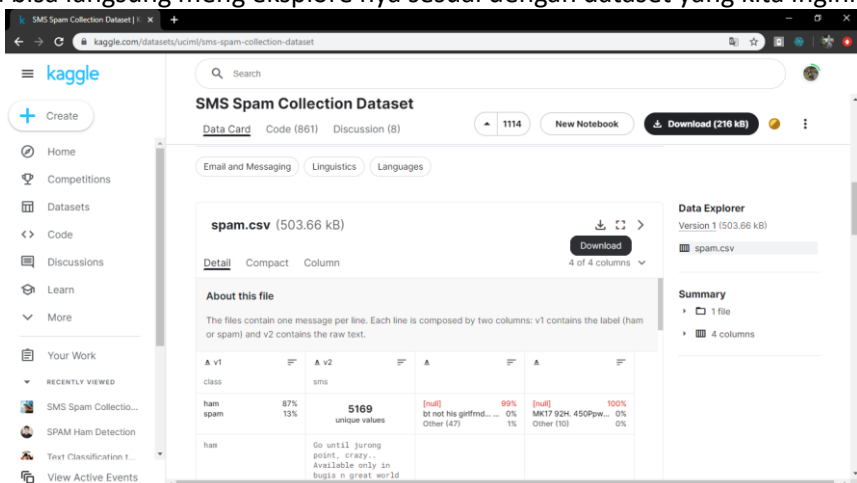 bisa langsung meng eksplore nya sesuai dengan dataset yang kita ingin
SMS Spam Collection Dataset | K
kaggle.com/datasets/uciml/sms-spam-collection-dataset
kaggle
Search
Create
SMS Spam Collection Dataset
Data Card Code (861) Discussion (8)
1114
New Notebook
Download (216 kB)
Home
Competitions
Datasets
Code
Discussions
Learn
More
Your Work
RECENTLY VIEWED
SMS Spam Collectio...
SPAM Ham Detection
Text Classification t...
View Active Events
Email and Messaging Linguistics Languages
spam.csv (503.66 kB)
Download
Detail Compact Column
4 of 4 columns
About this file
The files contain one message per line. Each line is composed by two columns: v1 contains the label (ham
or spam) and v2 contains the raw text.
v1
class
ham 87%
spam 13%
v2
sms
5169
unique values
[null] 99%
bt not his girlfrnd... ... 0%
Other (47) 1%
[null] 100%
MK17 92H. 450Ppw... 0%
Other (10) 0%
ham
Go until jurong
point, crazy..
Available only in
bugis n great world
Data Explorer
Version 1 (503.66 kB)
spam.csv
Summary
1 file
4 columns